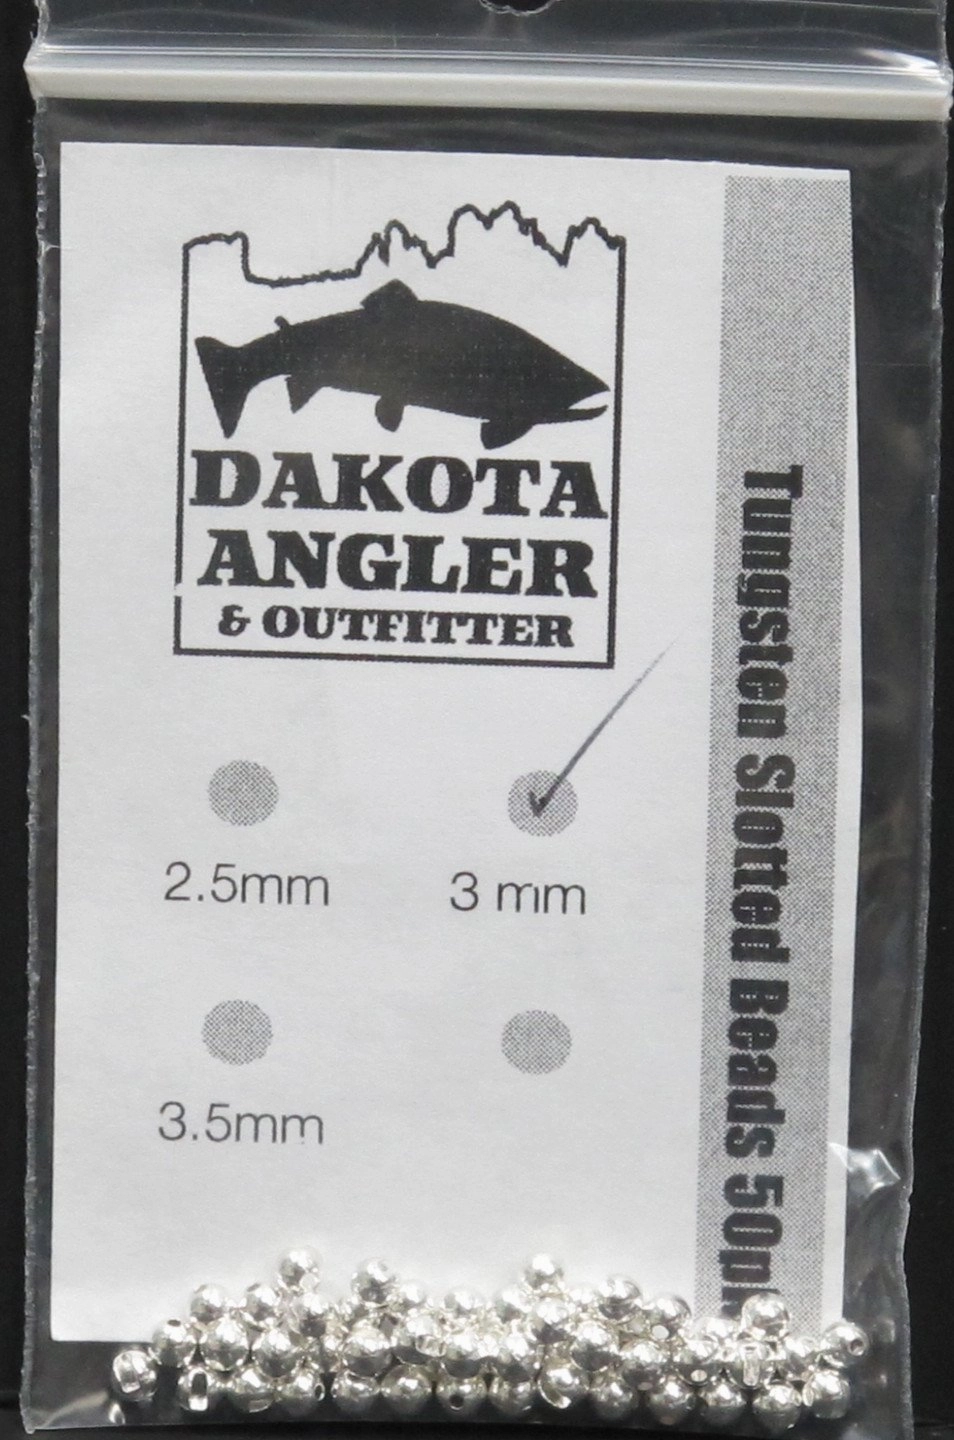 DAKOTA
ANGLER
& OUTFITTER
2.5mm
3 mm
3.5mm
Tungsten Slotted Beads